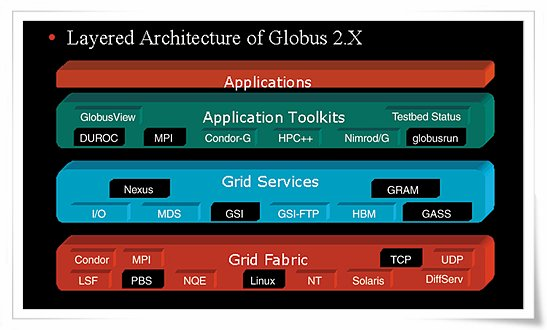 • Layered Architecture of Globus 2.X
Applications
GlobusView Application Toolkits Testbed Status
DUROC MPI Condor-G HPC++ Nimrod/G globusrun
Grid Services
Nexus GRAM
I/O MDS GSI GSI-FTP HBM GASS
Condor MPI Grid Fabric TCP UDP
LSF PBS NQE Linux NT Solaris DiffServ